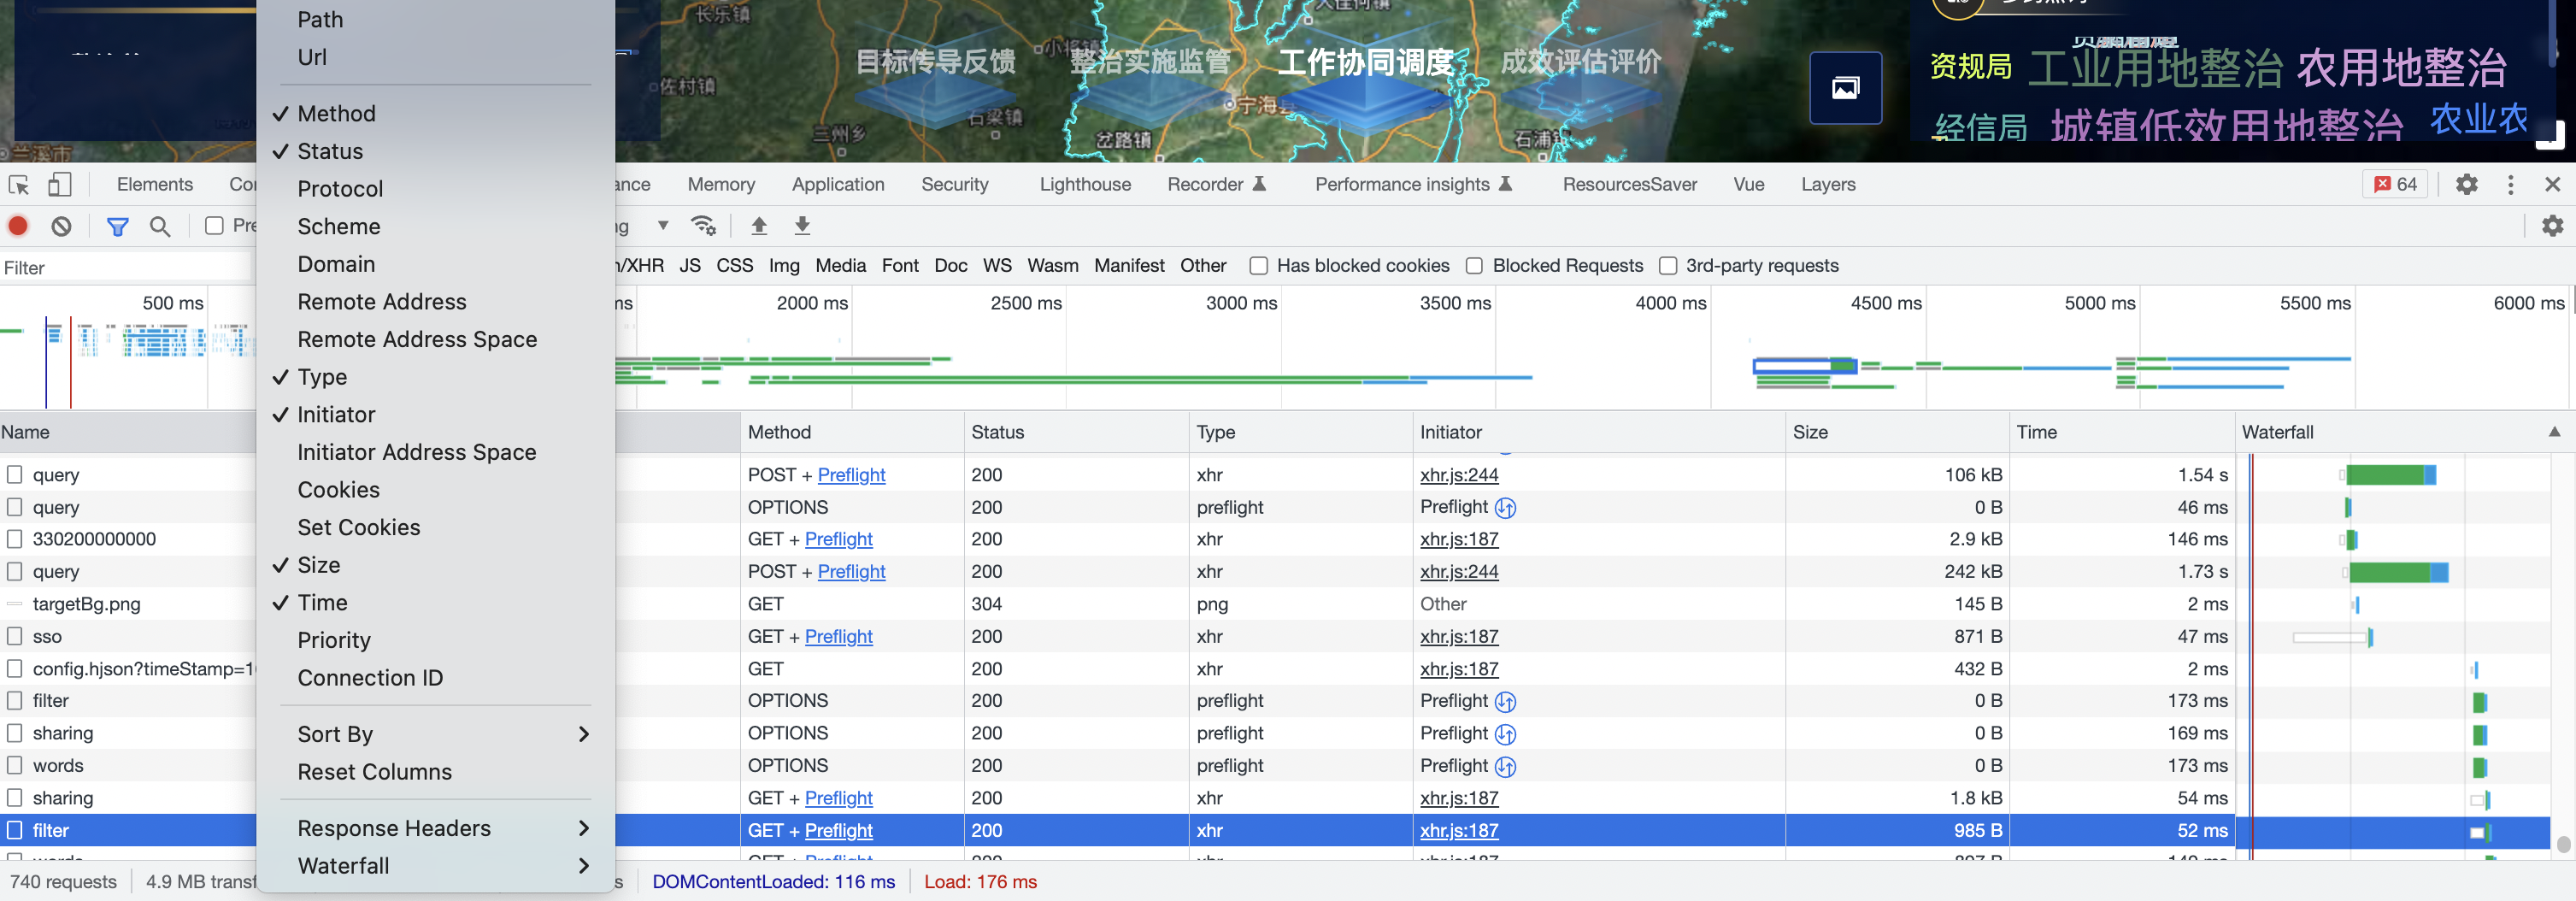 长乐镇
佐村镇
三州乡
石梁镇
岔路镇
宁海县
石浦镇
目标传导反馈
整治实施监管
工作协同调度
成效评估评价
资规局
工业用地整治
农用地整治
经信局
城镇低效用地整治
农业农
Path
Url
Method
Status
Protocol
Scheme
Domain
Remote Address
Remote Address Space
Type
Initiator
Initiator Address Space
Cookies
Set Cookies
Size
Time
Priority
Connection ID
Sort By
Reset Columns
Response Headers
Waterfall
Elements Memory Application Security Lighthouse Recorder Performance insights ResourcesSaver Vue Layers 64
Filter XHR JS CSS Img Media Font Doc WS Wasm Manifest Other Has blocked cookies Blocked Requests 3rd-party requests
500 ms 2000 ms 2500 ms 3000 ms 3500 ms 4000 ms 4500 ms 5000 ms 5500 ms 6000 ms
Name Method Status Type Initiator Size Time Waterfall
query POST + Preflight 200 xhr xhr.js:244 106 kB 1.54 s
query OPTIONS 200 preflight Preflight 0 B 46 ms
330200000000 GET + Preflight 200 xhr xhr.js:187 2.9 kB 146 ms
query POST + Preflight 200 xhr xhr.js:244 242 kB 1.73 s
targetBg.png GET 304 png Other 145 B 2 ms
sso GET + Preflight 200 xhr xhr.js:187 871 B 47 ms
config.hjson?timeStamp=1 GET 200 xhr xhr.js:187 432 B 2 ms
filter OPTIONS 200 preflight Preflight 0 B 173 ms
sharing OPTIONS 200 preflight Preflight 0 B 169 ms
words OPTIONS 200 preflight Preflight 0 B 173 ms
sharing GET + Preflight 200 xhr xhr.js:187 1.8 kB 54 ms
filter GET + Preflight 200 xhr xhr.js:187 985 B 52 ms
740 requests 4.9 MB transf DOMContentLoaded: 116 ms Load: 176 ms